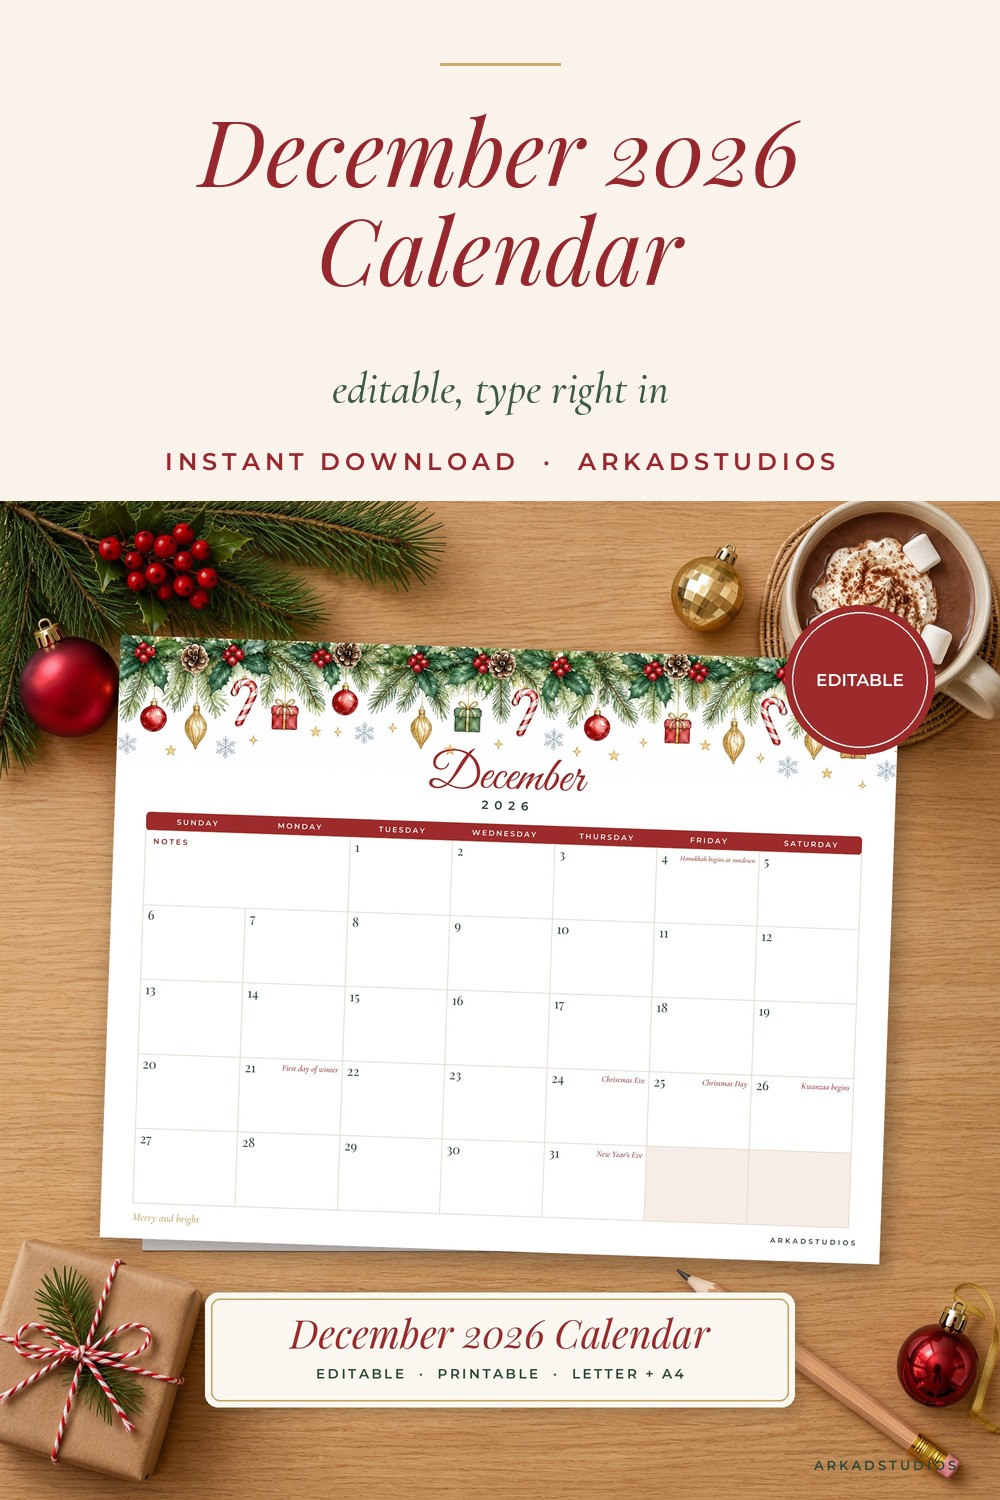 December 2026
Calendar
editable, type right in
INSTANT DOWNLOAD · ARKADSTUDIOS
EDITABLE
December
2026
SUNDAY MONDAY TUESDAY WEDNESDAY THURSDAY FRIDAY SATURDAY
NOTES 1 2 3 4 Hanukkah begins at sundown 5
6 7 8 9 10 11 12
13 14 15 16 17 18 19
20 21 First day of winter 22 23 24 Christmas Eve 25 Christmas Day 26 Kwanzaa begins
27 28 29 30 31 New Year's Eve
Merry and bright
ARKADSTUDIOS
December 2026 Calendar
EDITABLE · PRINTABLE · LETTER + A4
ARKADSTUDIOS